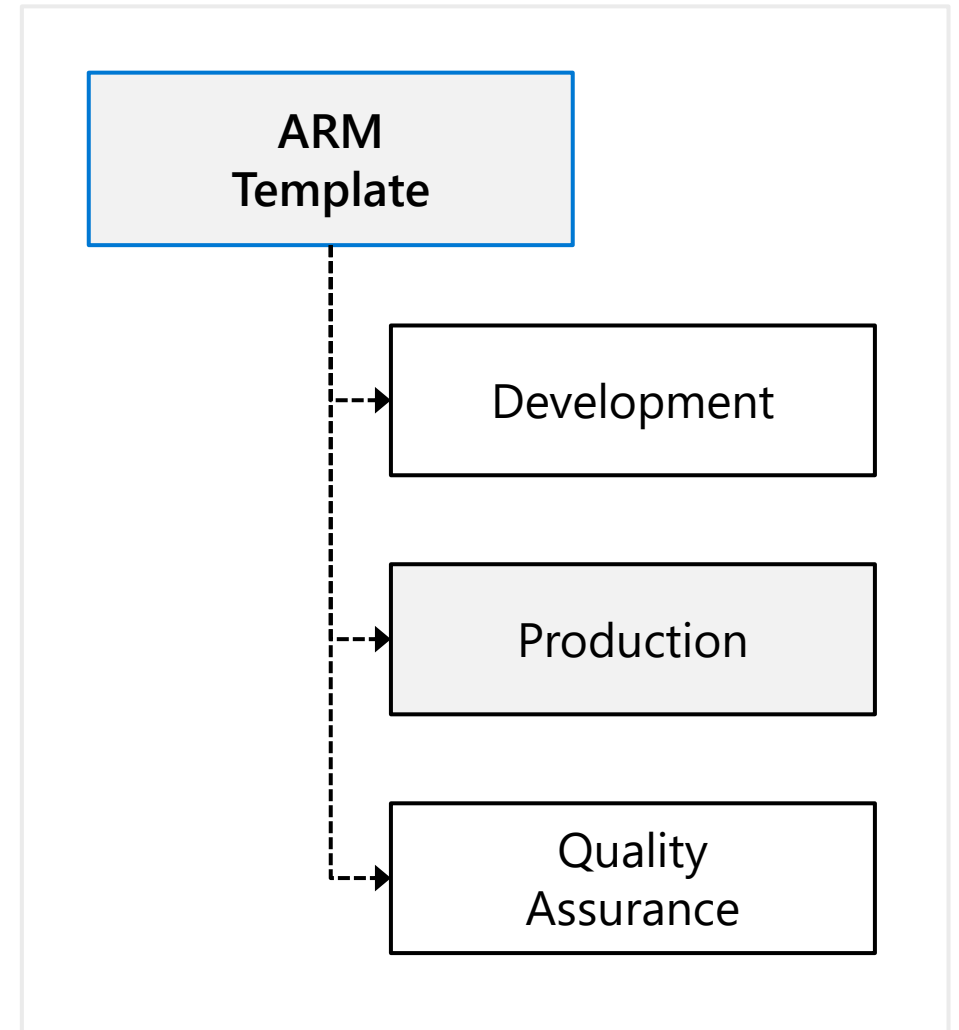 ARM
Template
Development
Production
Quality
Assurance